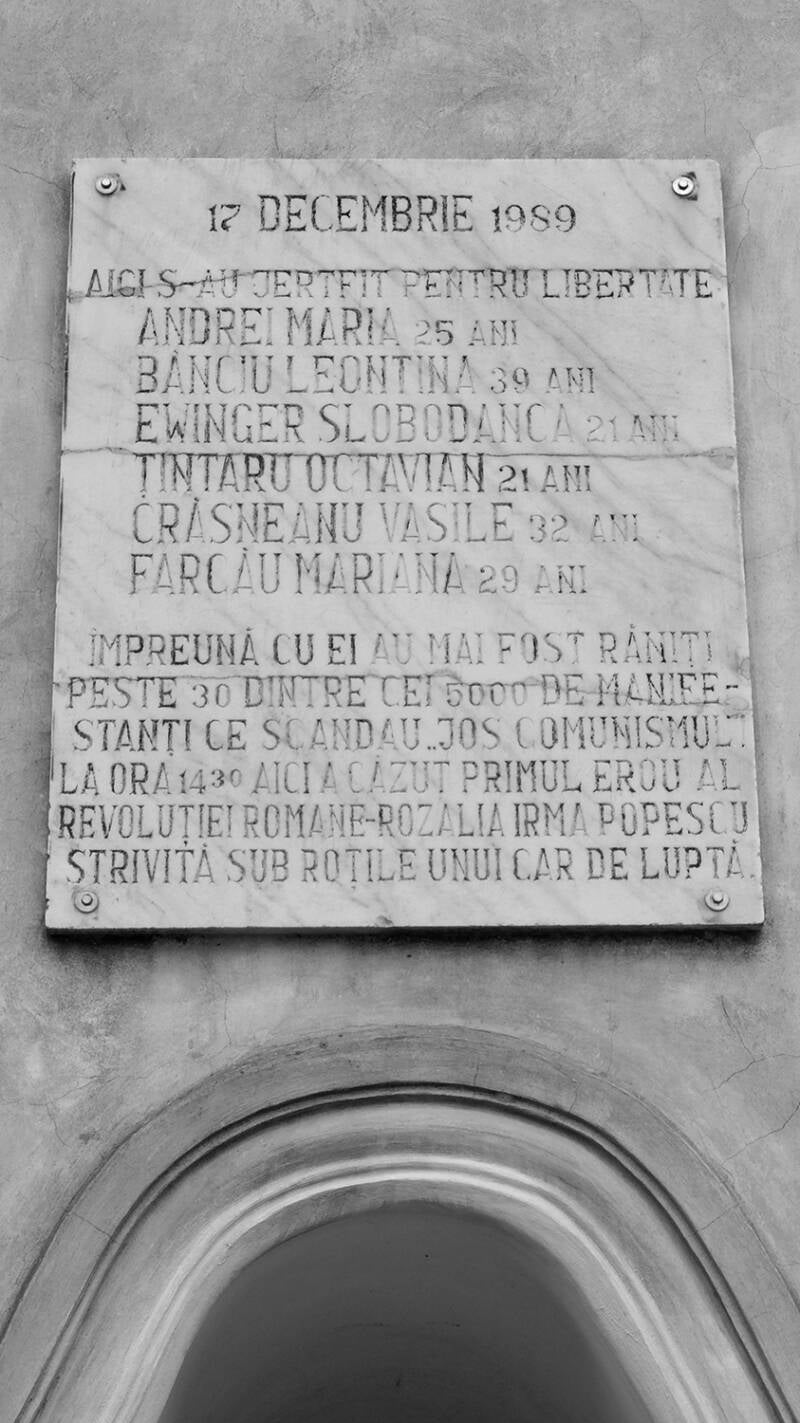 17 DECEMBRIE 1989
AICI S-AU JERTFIT PENTRU LIBERTATE
ANDREI MARIA 25 ANI
BĂNCIU LEONTINA 39 ANI
EWINGER SLOBODANCA 21 ANI
ȚINTARU OCTAVIAN 21 ANI
CRĂSNEANU VASILE 32 ANI
FARCĂU MARIANA 29 ANI
ÎMPREUNĂ CU EI AU MAI FOST RĂNIȚI
PESTE 30 DINTRE CEI 5000 DE MANIFE-
STANȚI CE SCANDAU„JOS COMUNISMUL".
LA ORA 1430 AICI A CĂZUT PRIMUL EROU AL
REVOLUȚIEI ROMANE-ROZALIA IRMA POPESCU
STRIVITĂ SUB ROȚILE UNUI CAR DE LUPTĂ.